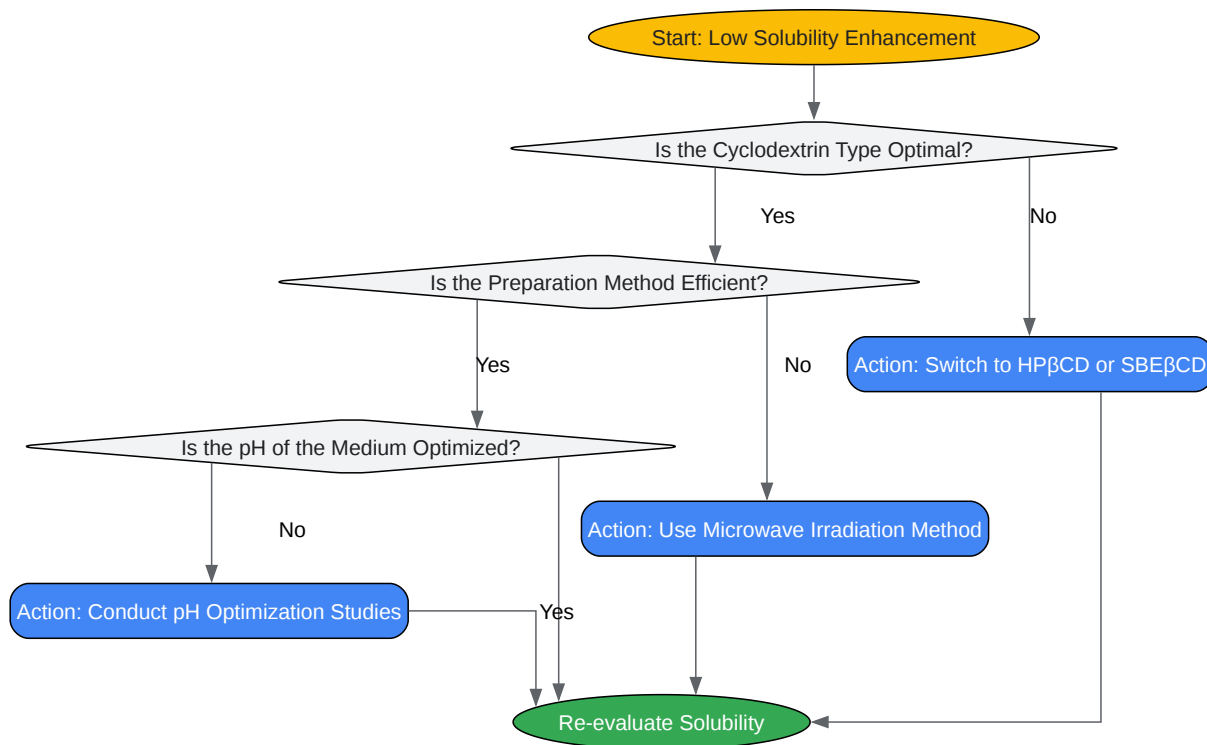 Start: Low Solubility Enhancement
Is the Cyclodextrin Type Optimal?
Yes
No
Is the Preparation Method Efficient?
Yes
No
Action: Switch to HPβCD or SBEβCD
Is the pH of the Medium Optimized?
No
Action: Use Microwave Irradiation Method
Action: Conduct pH Optimization Studies
Yes
Re-evaluate Solubility